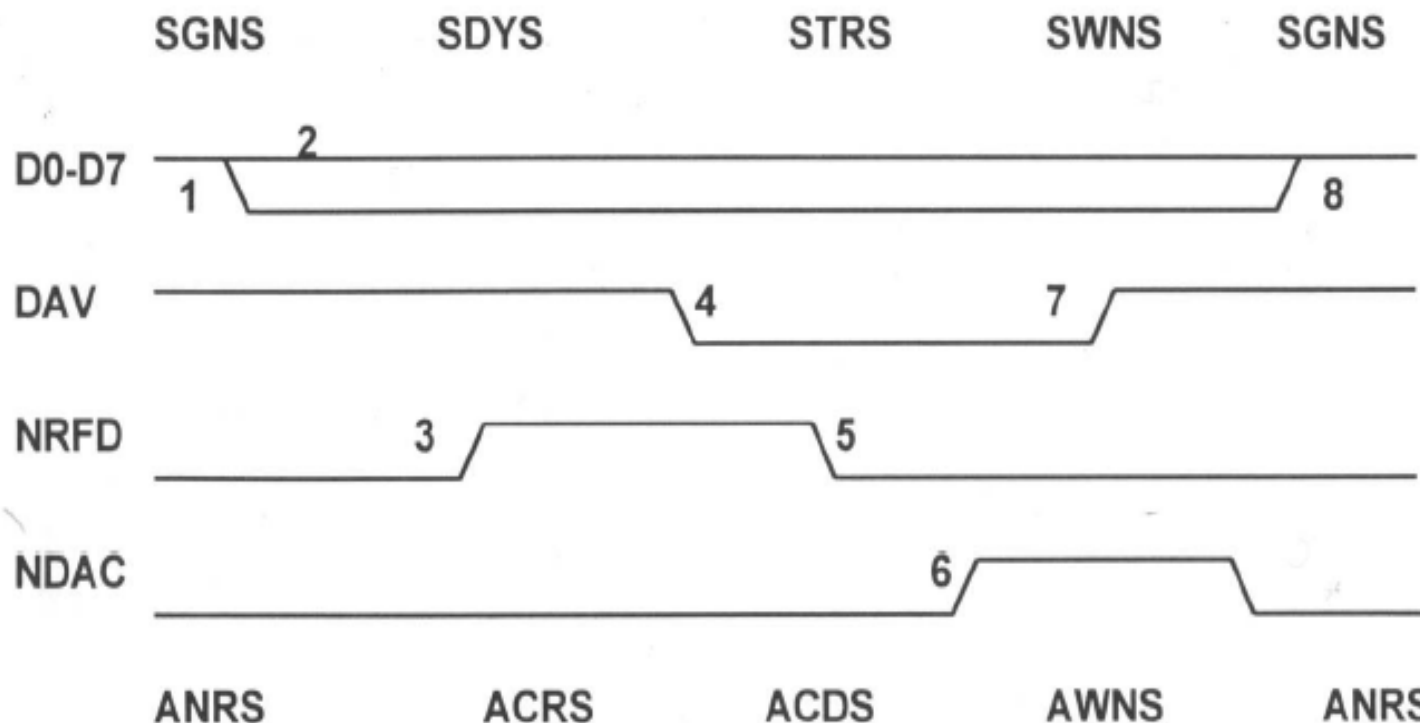 SGNS SDYS STRS SWNS SGNS
2
D0-D7
1 8
DAV 4 7
NRFD 3 5
NDAC 6
ANRS ACRS ACDS AWNS ANRS